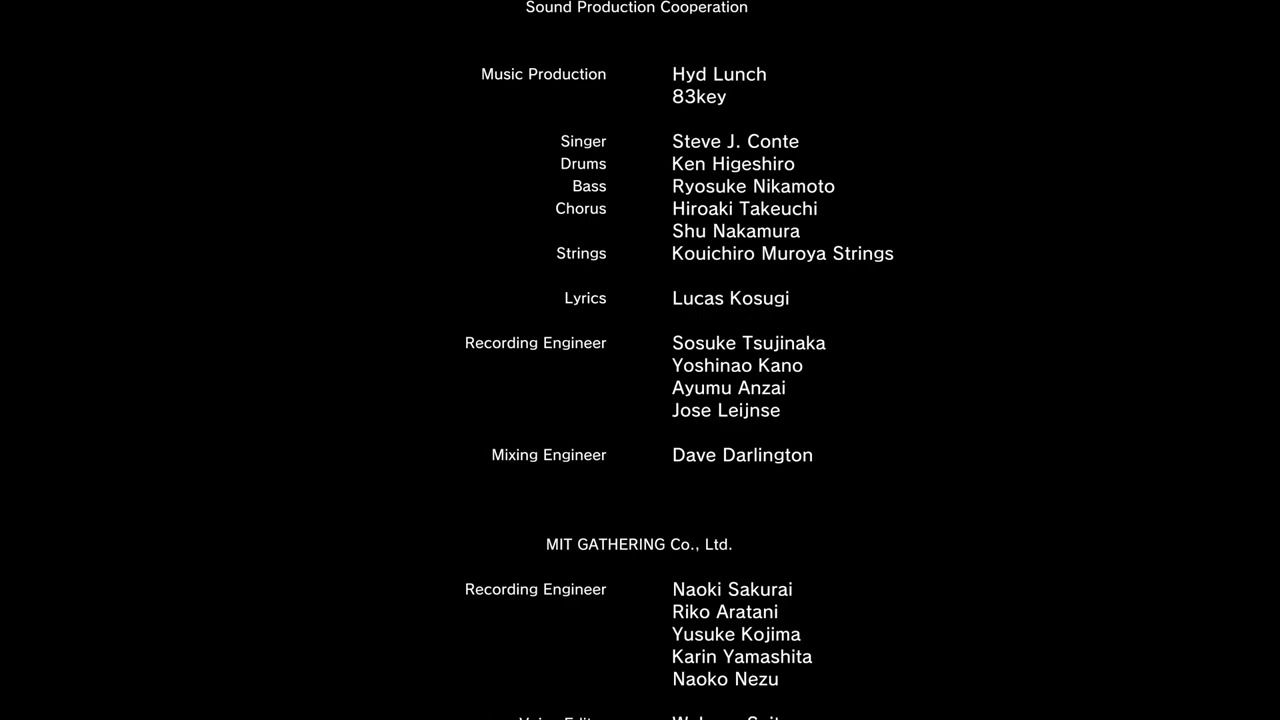 Sound Production Cooperation
Music Production Hyd Lunch
83key
Singer Steve J. Conte
Drums Ken Higeshiro
Bass Ryosuke Nikamoto
Chorus Hiroaki Takeuchi
Shu Nakamura
Strings Kouichiro Muroya Strings
Lyrics Lucas Kosugi
Recording Engineer Sosuke Tsujinaka
Yoshinao Kano
Ayumu Anzai
Jose Leijnse
Mixing Engineer Dave Darlington
MIT GATHERING Co., Ltd.
Recording Engineer Naoki Sakurai
Riko Aratani
Yusuke Kojima
Karin Yamashita
Naoko Nezu